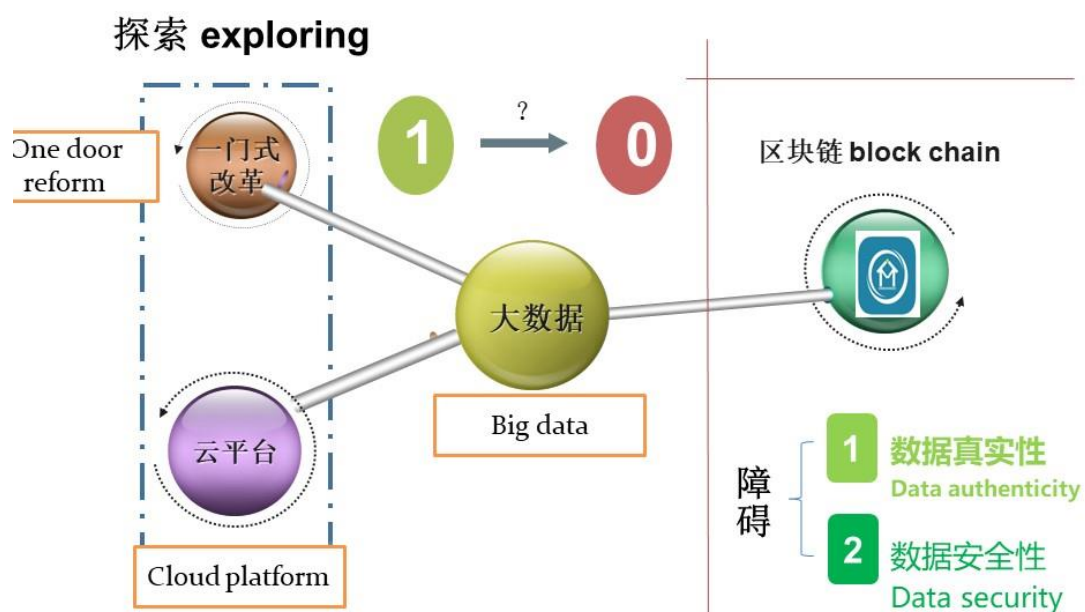 探索 exploring
One door
reform
一门式
改革
1
?
0
区块链 block chain
大数据
Big data
云平台
Cloud platform
障
碍
1
数据真实性
Data authenticity
2
数据安全性
Data security